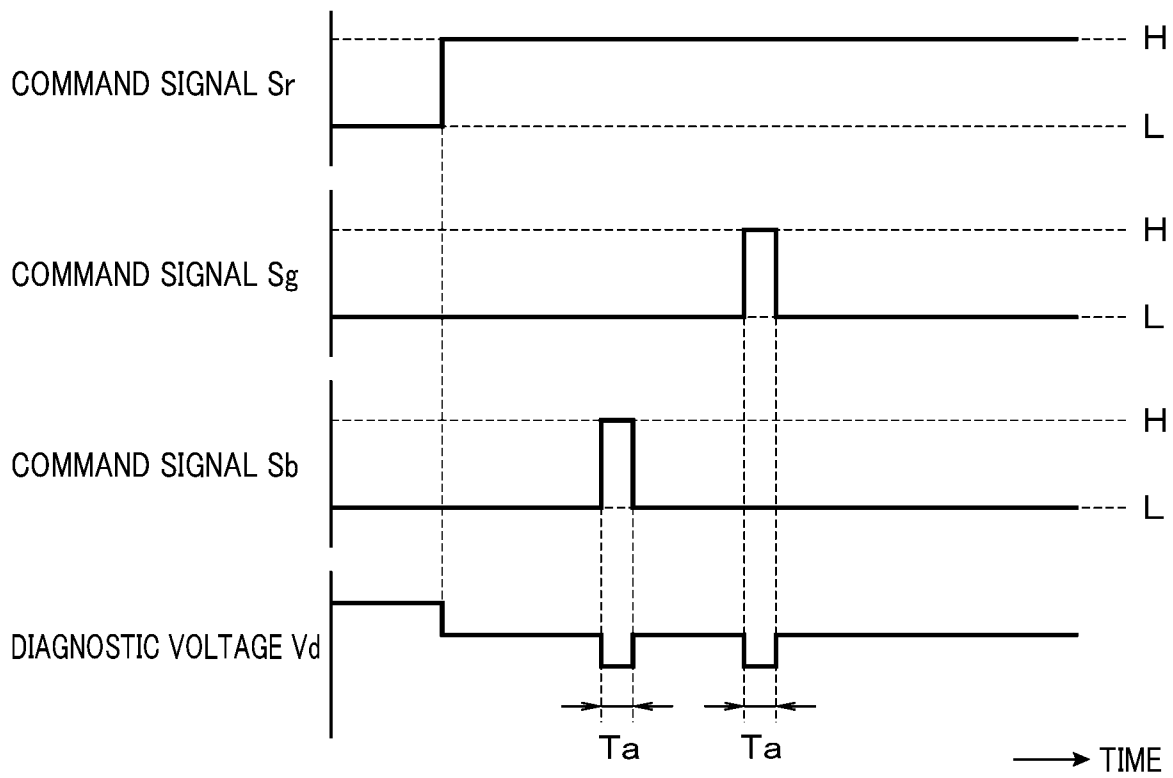 H
COMMAND SIGNAL Sr
L
H
COMMAND SIGNAL Sg
L
H
COMMAND SIGNAL Sb
L
DIAGNOSTIC VOLTAGE Vd
Ta
Ta
TIME